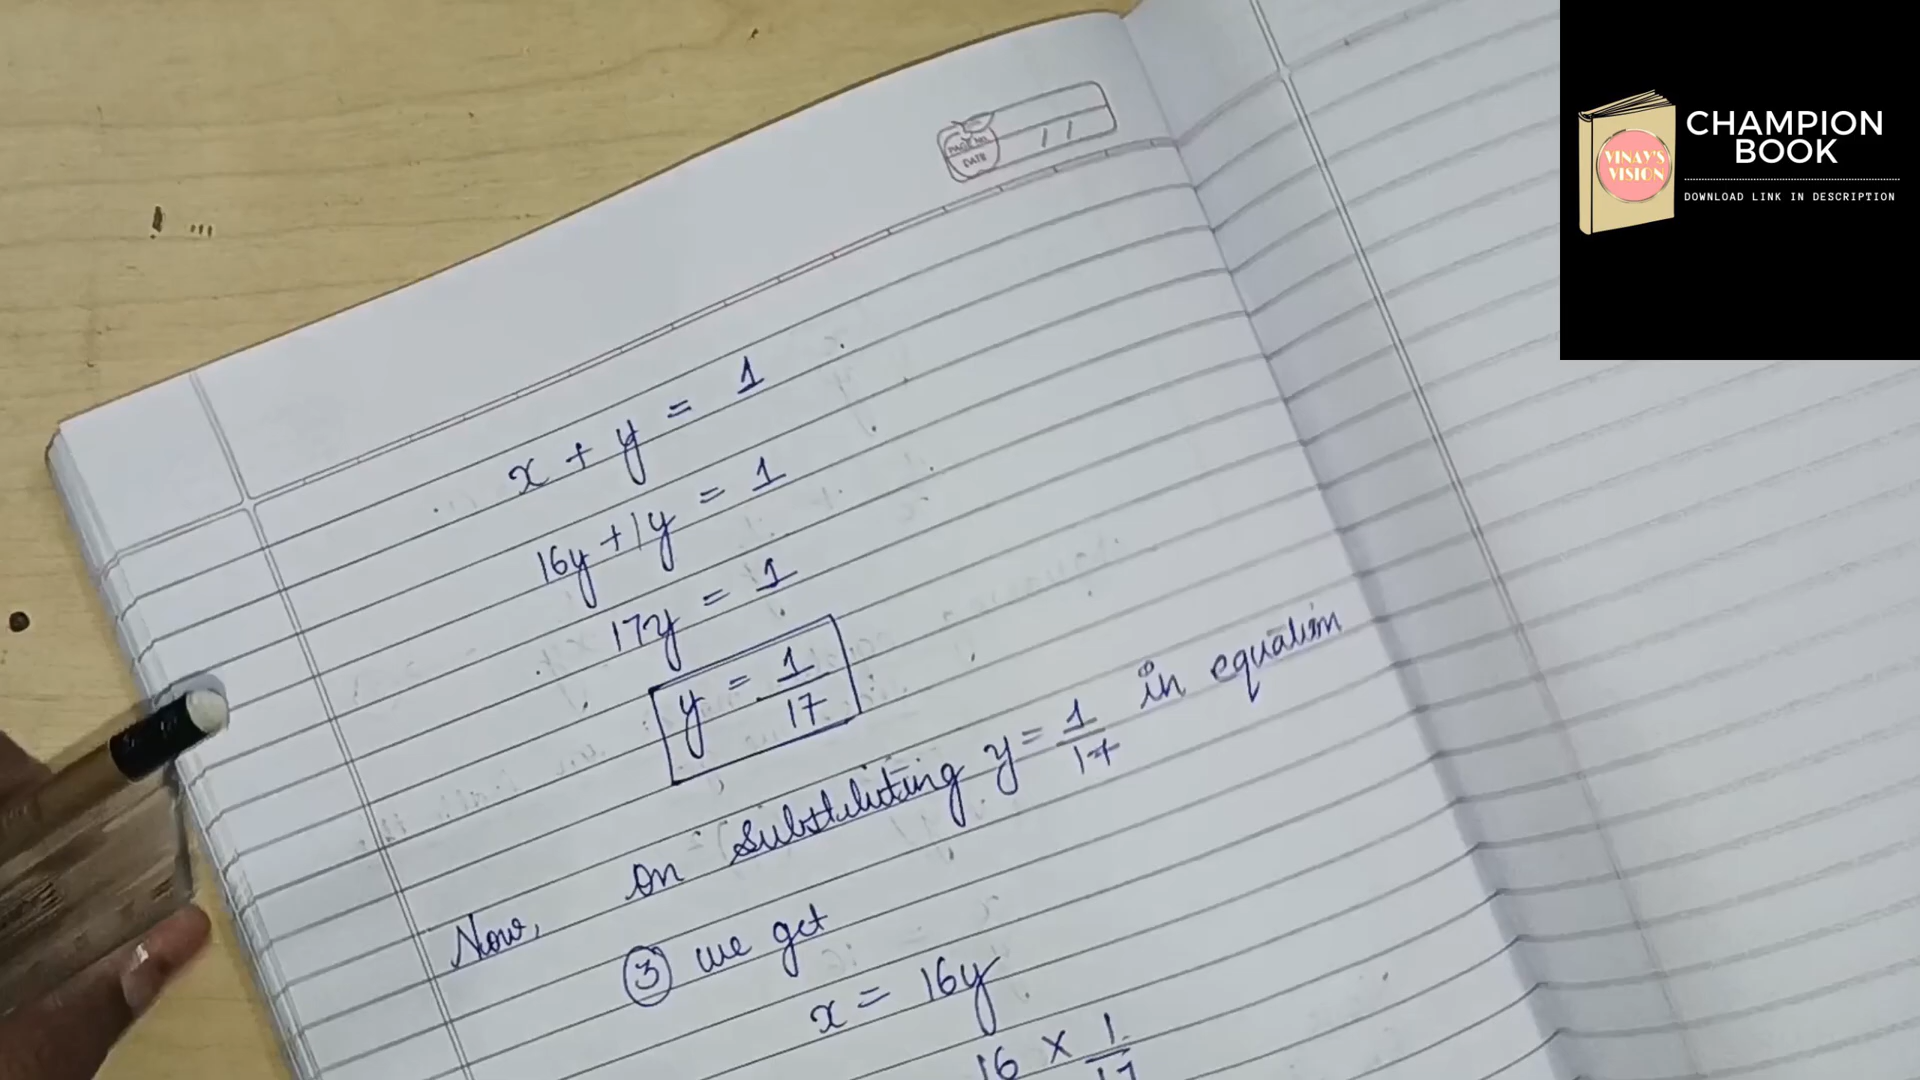 PAGE NO.
DATE
CHAMPION
BOOK
VINAY'S
VISION
DOWNLOAD LINK IN DESCRIPTION
x + y = 1
16y + 1y = 1
17y = 1
y = 1/17
Now, on substituting y = 1/17 in equation
③ we get
x = 16y
16 × 1/17